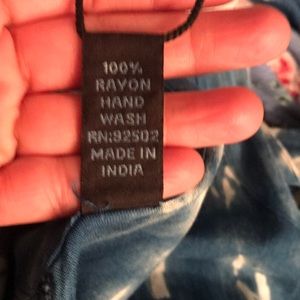 100%
RAYON
HAND
WASH
RN:92502
MADE IN
INDIA